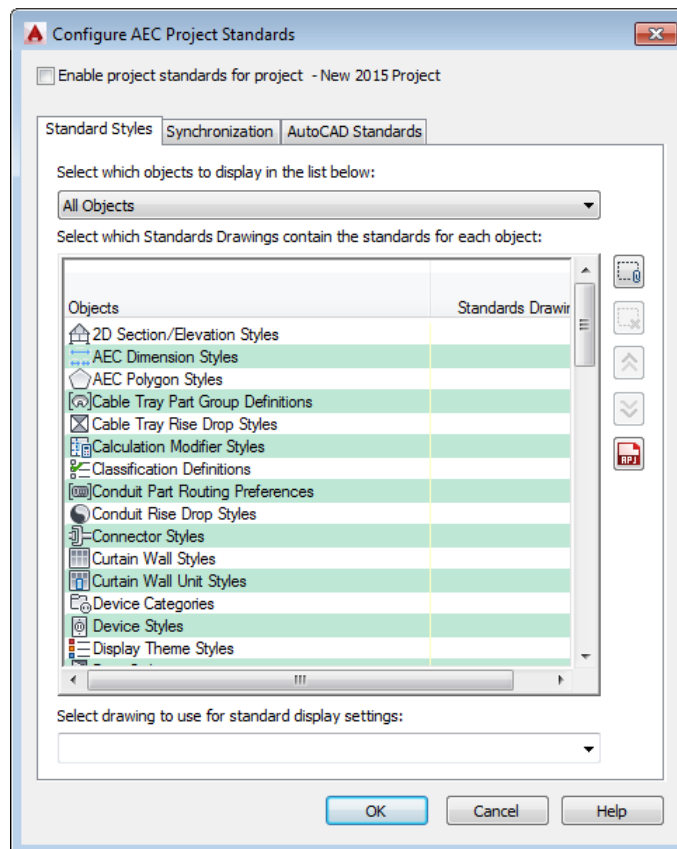 Configure AEC Project Standards
Enable project standards for project - New 2015 Project
Standard Styles Synchronization AutoCAD Standards
Select which objects to display in the list below:
All Objects
Select which Standards Drawings contain the standards for each object:
Objects Standards Drawin
2D Section/Elevation Styles
AEC Dimension Styles
AEC Polygon Styles
Cable Tray Part Group Definitions
Cable Tray Rise Drop Styles
Calculation Modifier Styles
Classification Definitions
Conduit Part Routing Preferences
Conduit Rise Drop Styles
Connector Styles
Curtain Wall Styles
Curtain Wall Unit Styles
Device Categories
Device Styles
Display Theme Styles
APJ
Select drawing to use for standard display settings:
OK Cancel Help